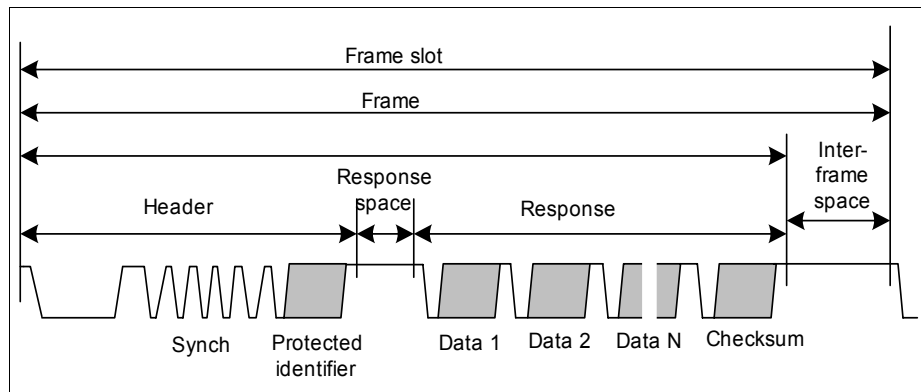 Frame slot
Frame
Inter-
frame
space
Response
space
Header
Response
Synch
Protected
identifier
Data 1
Data 2
Data N
Checksum